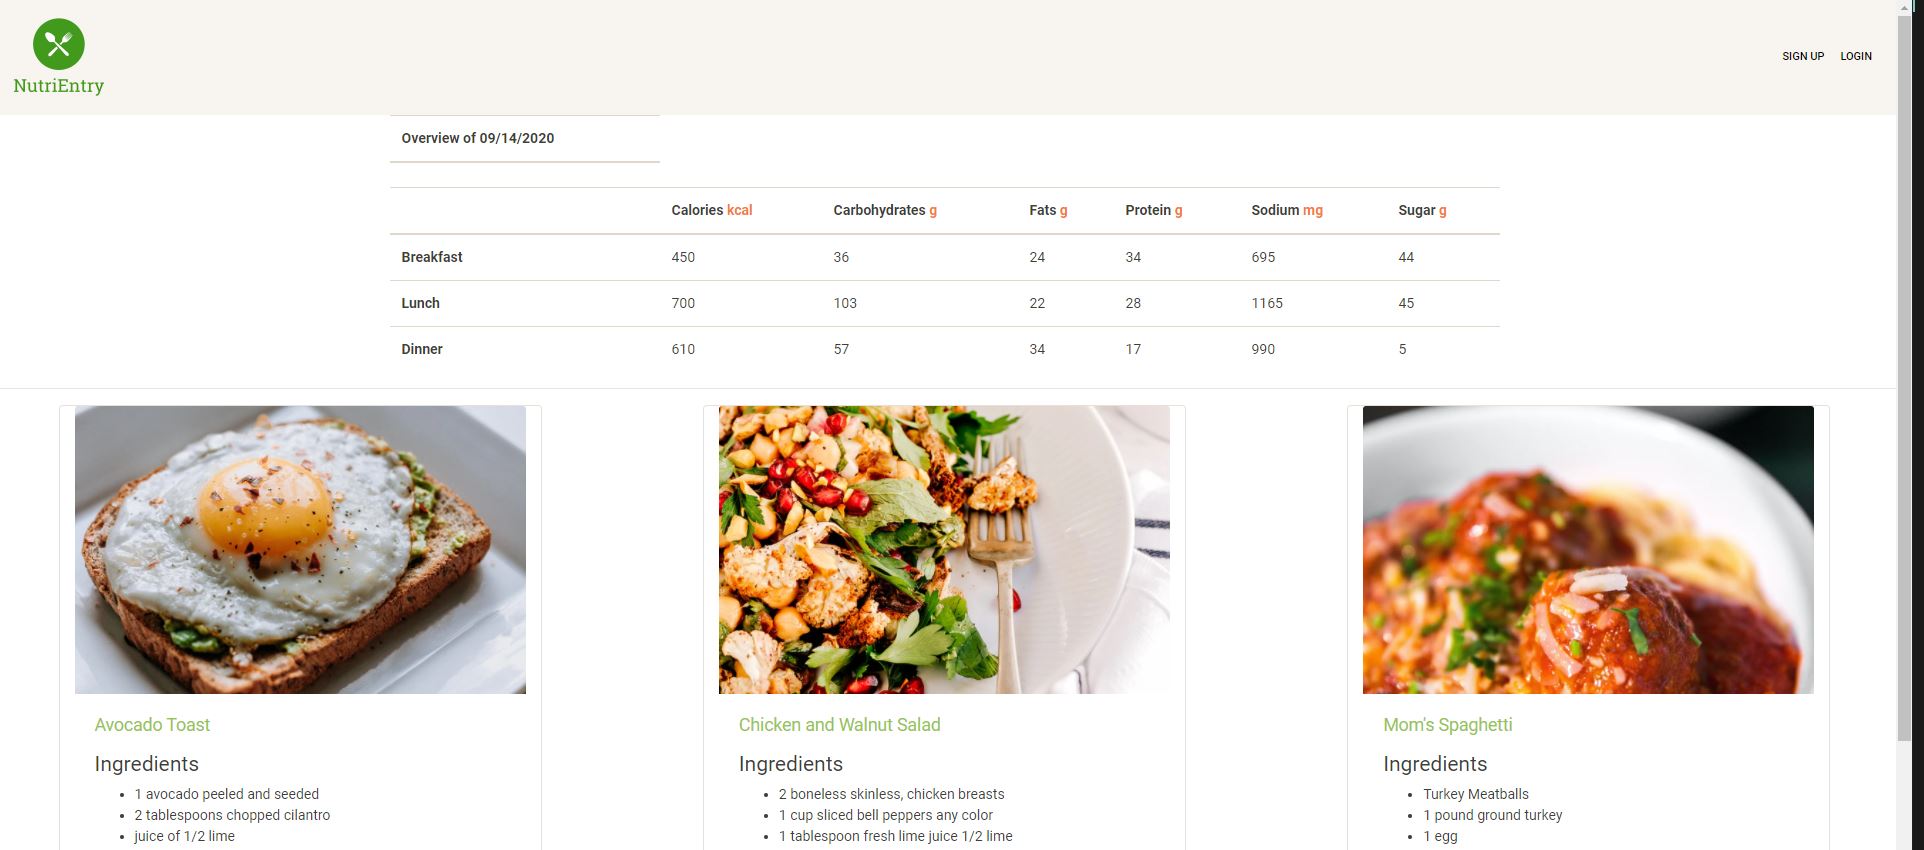 NutriEntry
SIGN UP LOGIN
Overview of 09/14/2020
Calories kcal Carbohydrates g Fats g Protein g Sodium mg Sugar g
Breakfast 450 36 24 34 695 44
Lunch 700 103 22 28 1165 45
Dinner 610 57 34 17 990 5
Avocado Toast
Ingredients
1 avocado peeled and seeded
2 tablespoons chopped cilantro
juice of 1/2 lime
Chicken and Walnut Salad
Ingredients
2 boneless skinless, chicken breasts
1 cup sliced bell peppers any color
1 tablespoon fresh lime juice 1/2 lime
Mom's Spaghetti
Ingredients
Turkey Meatballs
1 pound ground turkey
1 egg